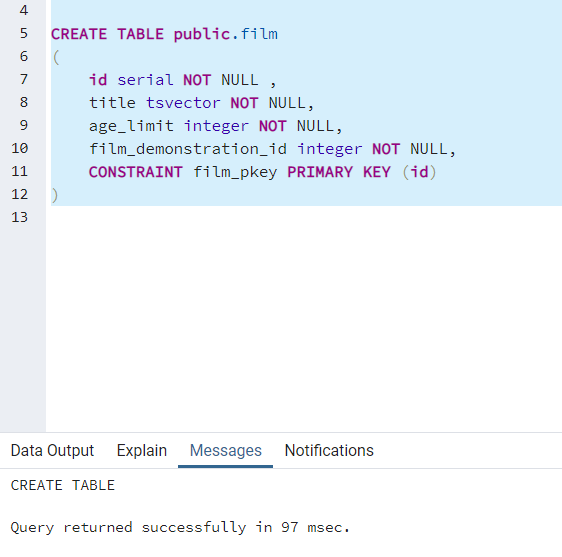 4
5 CREATE TABLE public.film
6 (
7 id serial NOT NULL ,
8 title tsvector NOT NULL,
9 age_limit integer NOT NULL,
10 film_demonstration_id integer NOT NULL,
11 CONSTRAINT film_pkey PRIMARY KEY (id)
12 )
13
Data Output Explain Messages Notifications
CREATE TABLE
Query returned successfully in 97 msec.